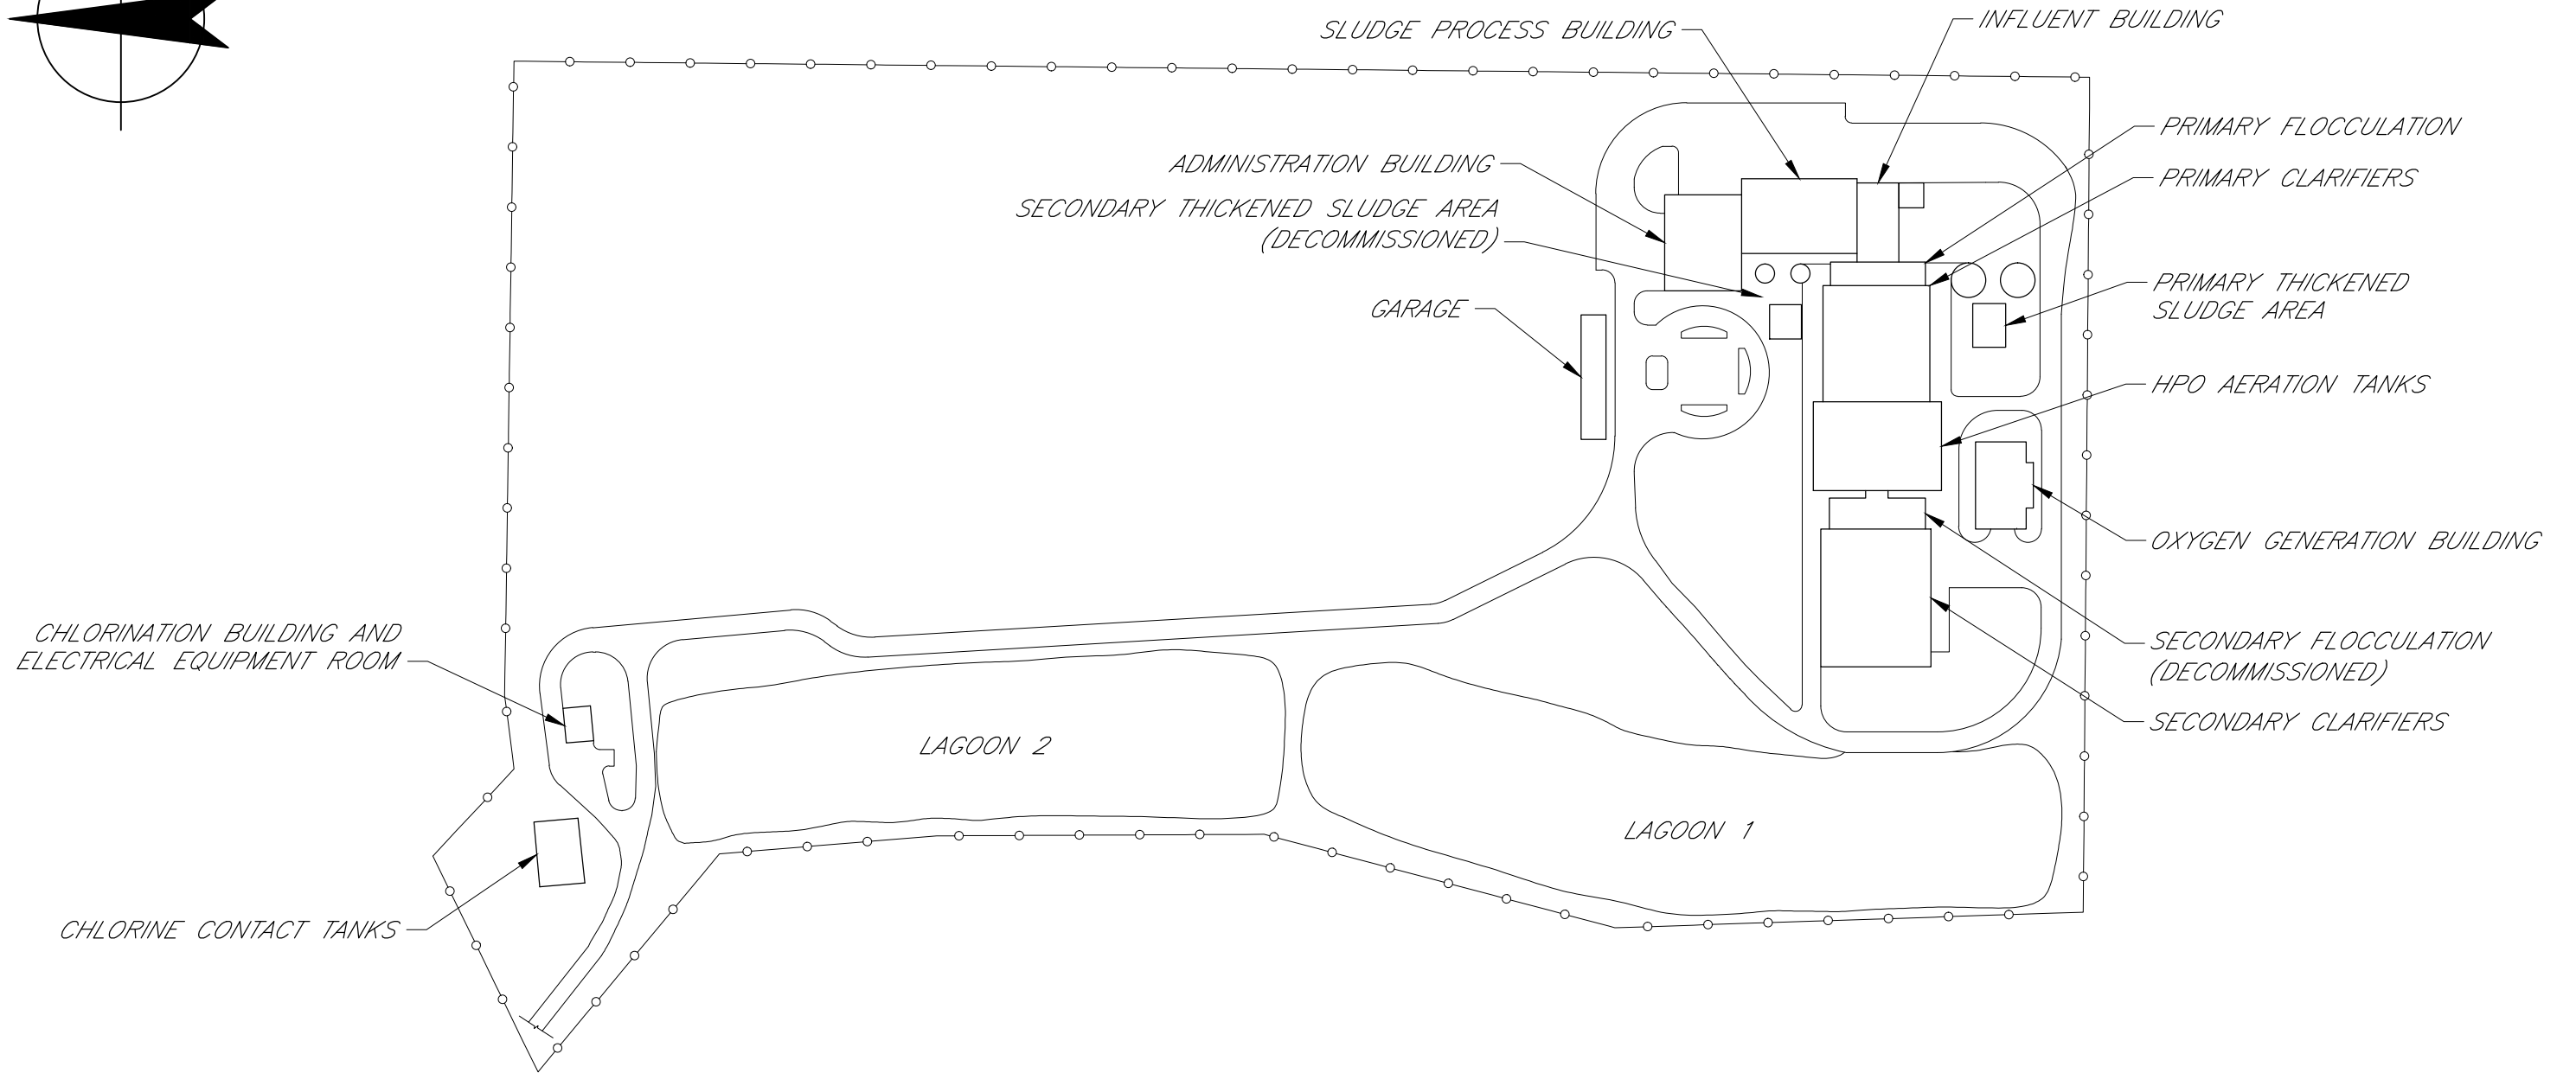 SLUDGE PROCESS BUILDING
INFLUENT BUILDING
PRIMARY FLOCCULATION
ADMINISTRATION BUILDING
PRIMARY CLARIFIERS
SECONDARY THICKENED SLUDGE AREA
(DECOMMISSIONED)
PRIMARY THICKENED
SLUDGE AREA
GARAGE
HPO AERATION TANKS
OXYGEN GENERATION BUILDING
CHLORINATION BUILDING AND
ELECTRICAL EQUIPMENT ROOM
SECONDARY FLOCCULATION
(DECOMMISSIONED)
SECONDARY CLARIFIERS
LAGOON 2
LAGOON 1
CHLORINE CONTACT TANKS